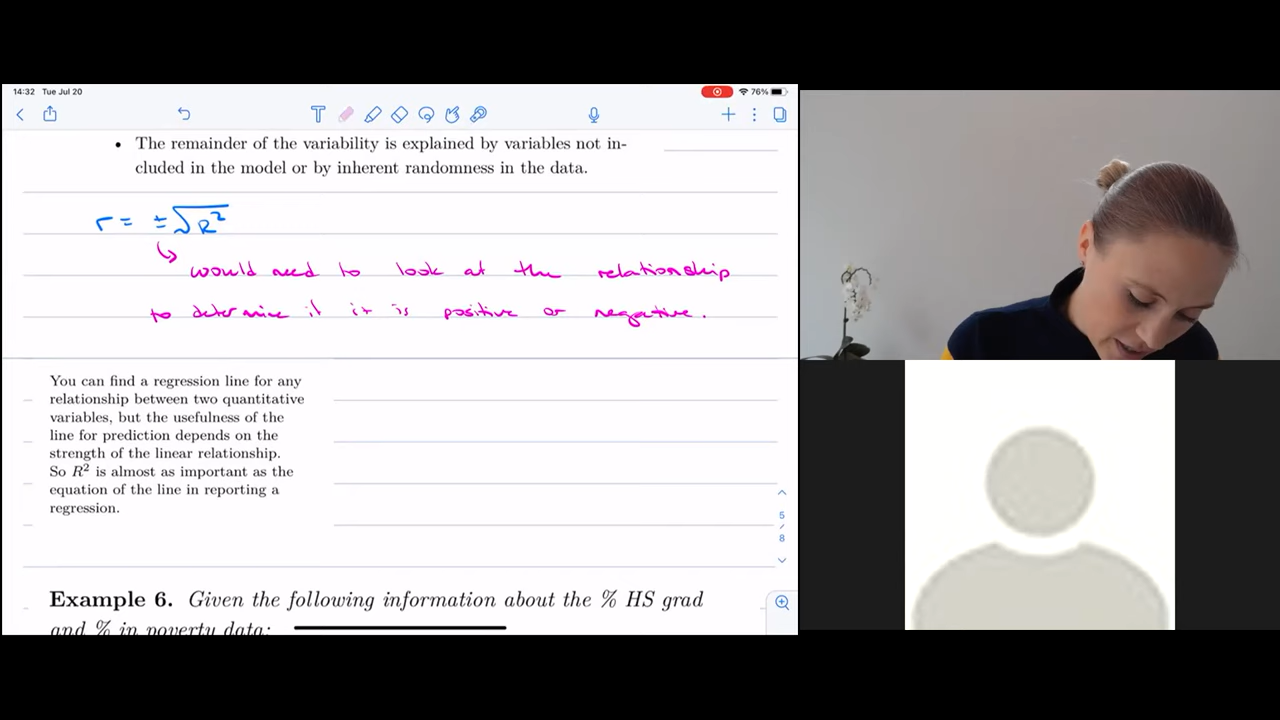 14:32 Tue Jul 20
76%
• The remainder of the variability is explained by variables not in-
cluded in the model or by inherent randomness in the data.
r = ±√R²
would need to look at the relationship
to determine if it is positive or negative.
You can find a regression line for any
relationship between two quantitative
variables, but the usefulness of the
line for prediction depends on the
strength of the linear relationship.
So R² is almost as important as the
equation of the line in reporting a
regression.
5
/
8
Example 6. Given the following information about the % HS grad
and % in poverty data: